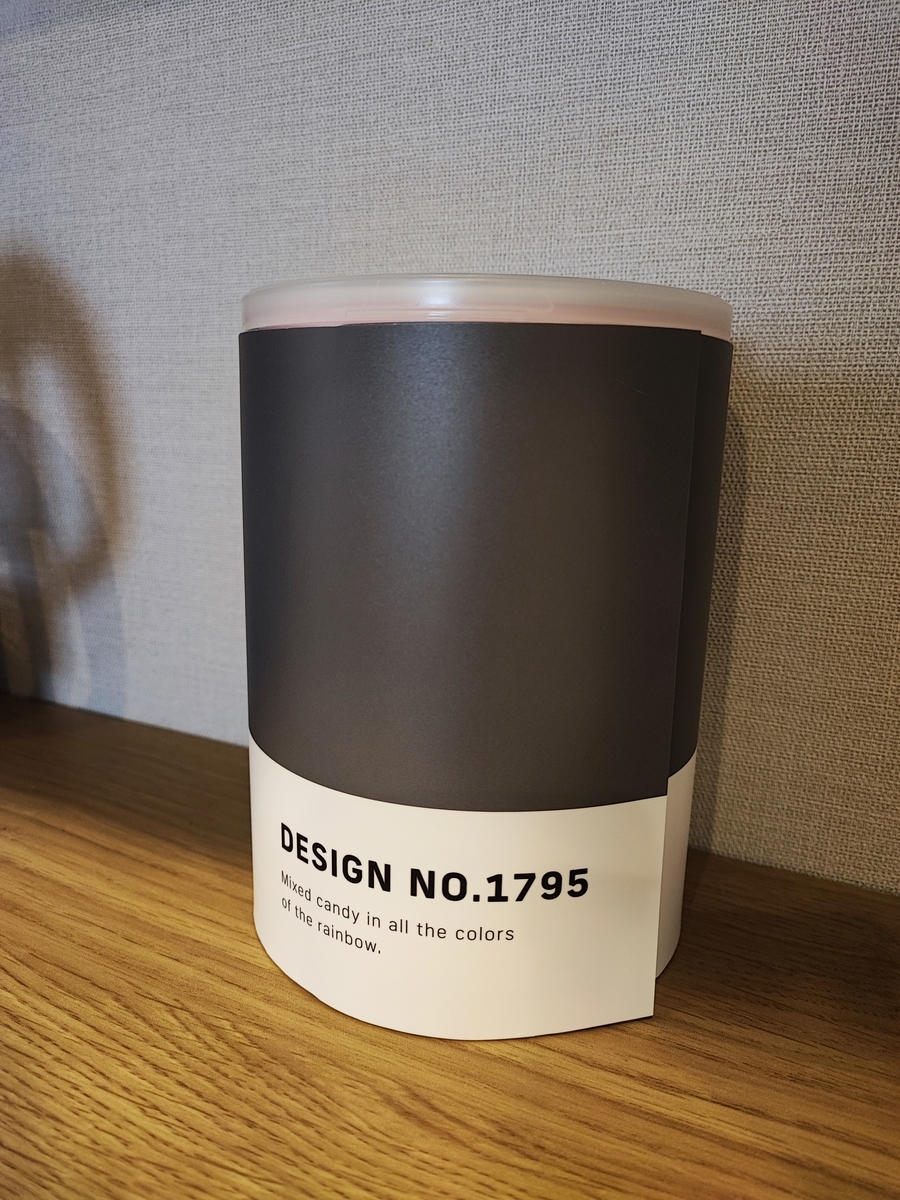 DESIGN NO.1795
Mixed candy in all the colors
of the rainbow.